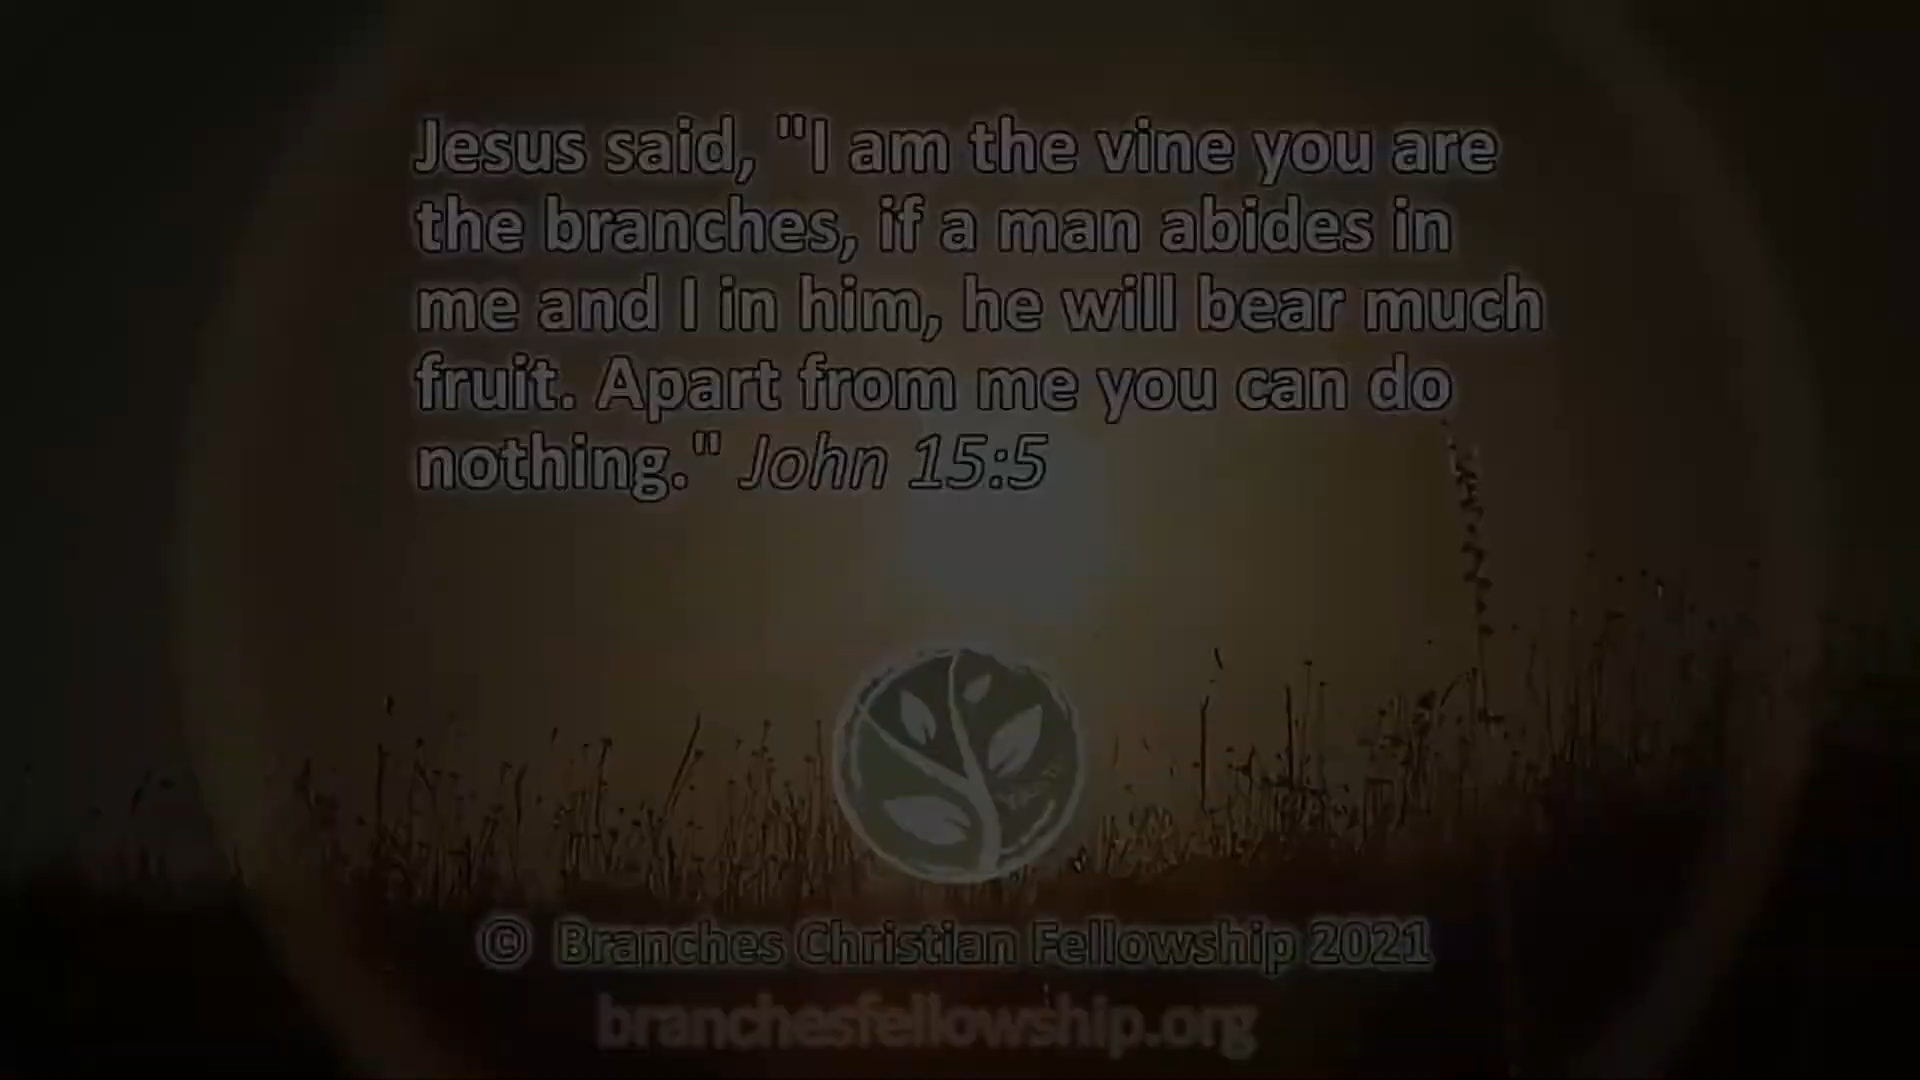 Jesus said, "I am the vine you are
the branches, if a man abides in
me and I in him, he will bear much
fruit. Apart from me you can do
nothing." John 15:5
© Branches Christian Fellowship 2021
branchesfellowship.org